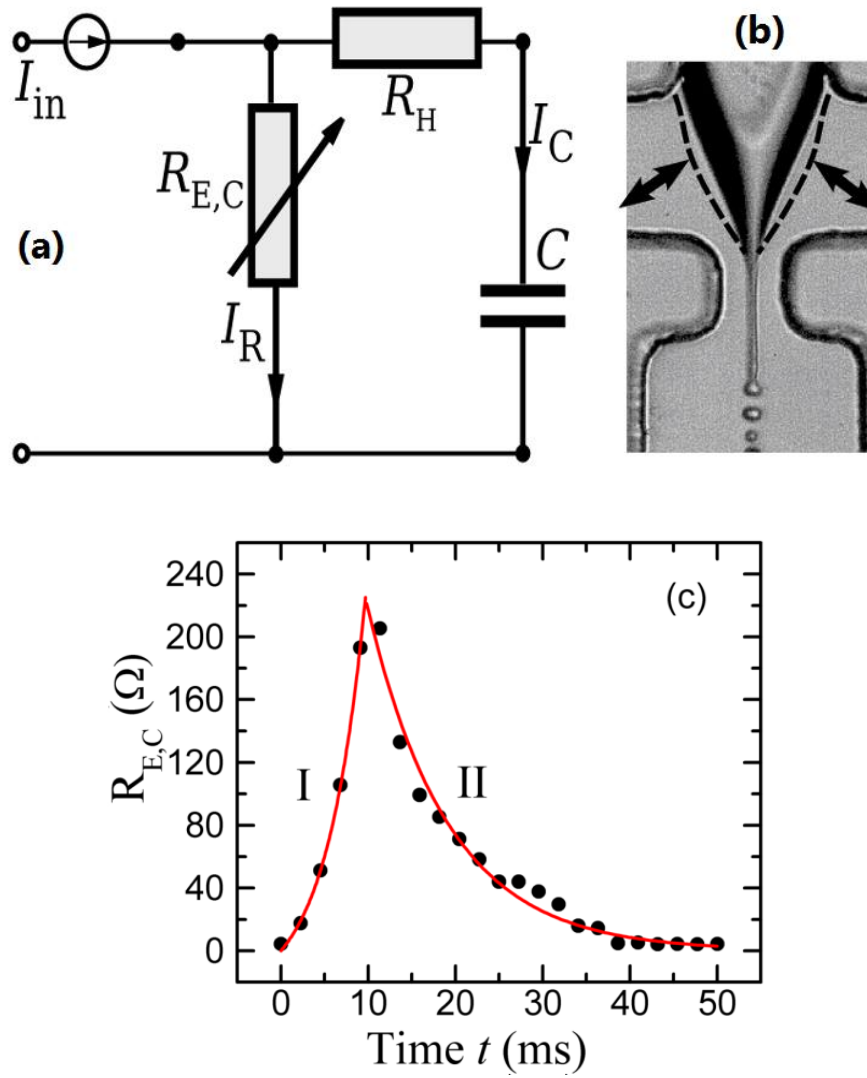 (a)
I_in
R_E,C
I_R
R_H
I_C
C
(b)
(c)
240
200
160
120
80
40
0
R_E,C (Ω)
I
II
0 10 20 30 40 50
Time t (ms)